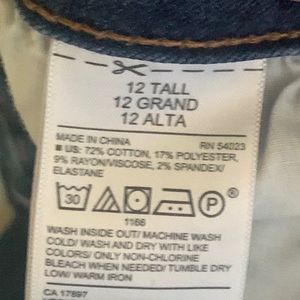 12 TALL
12 GRAND
12 ALTA
MADE IN CHINA RN 54023
■ US: 72% COTTON, 17% POLYESTER,
9% RAYON/VISCOSE, 2% SPANDEX/
ELASTANE
30 P
1166
WASH INSIDE OUT/ MACHINE WASH
COLD/ WASH AND DRY WITH LIKE
COLORS/ ONLY NON-CHLORINE
BLEACH WHEN NEEDED/ TUMBLE DRY
LOW/ WARM IRON
CA 17897